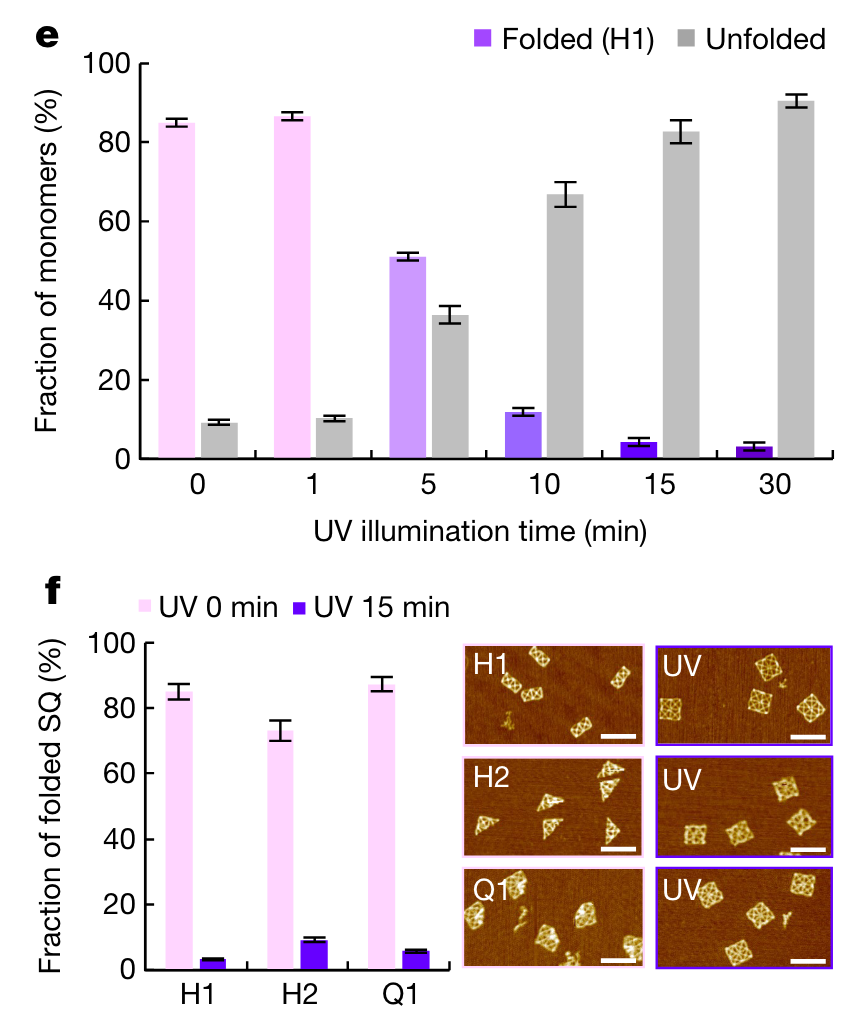 e
Folded (H1) Unfolded
Fraction of monomers (%)
100
80
60
40
20
0
0 1 5 10 15 30
UV illumination time (min)
f
UV 0 min UV 15 min
Fraction of folded SQ (%)
100
80
60
40
20
0
H1 H2 Q1
H1 UV
H2 UV
Q1 UV